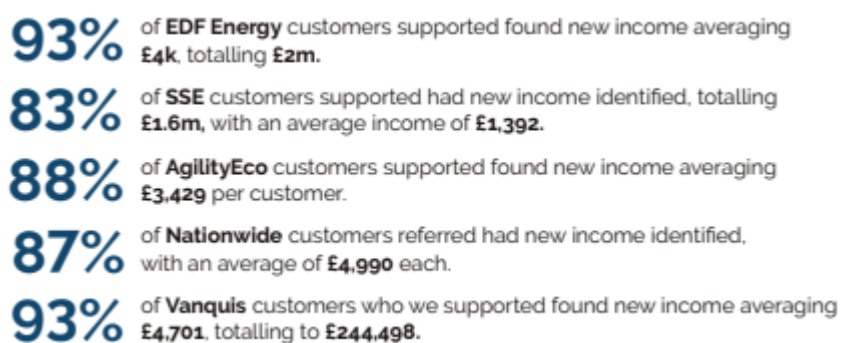 93% of EDF Energy customers supported found new income averaging
£4k, totalling £2m.
83% of SSE customers supported had new income identified, totalling
£1.6m, with an average income of £1,392.
88% of AgilityEco customers supported found new income averaging
£3,429 per customer.
87% of Nationwide customers referred had new income identified,
with an average of £4,990 each.
93% of Vanquis customers who we supported found new income averaging
£4,701, totalling to £244,498.